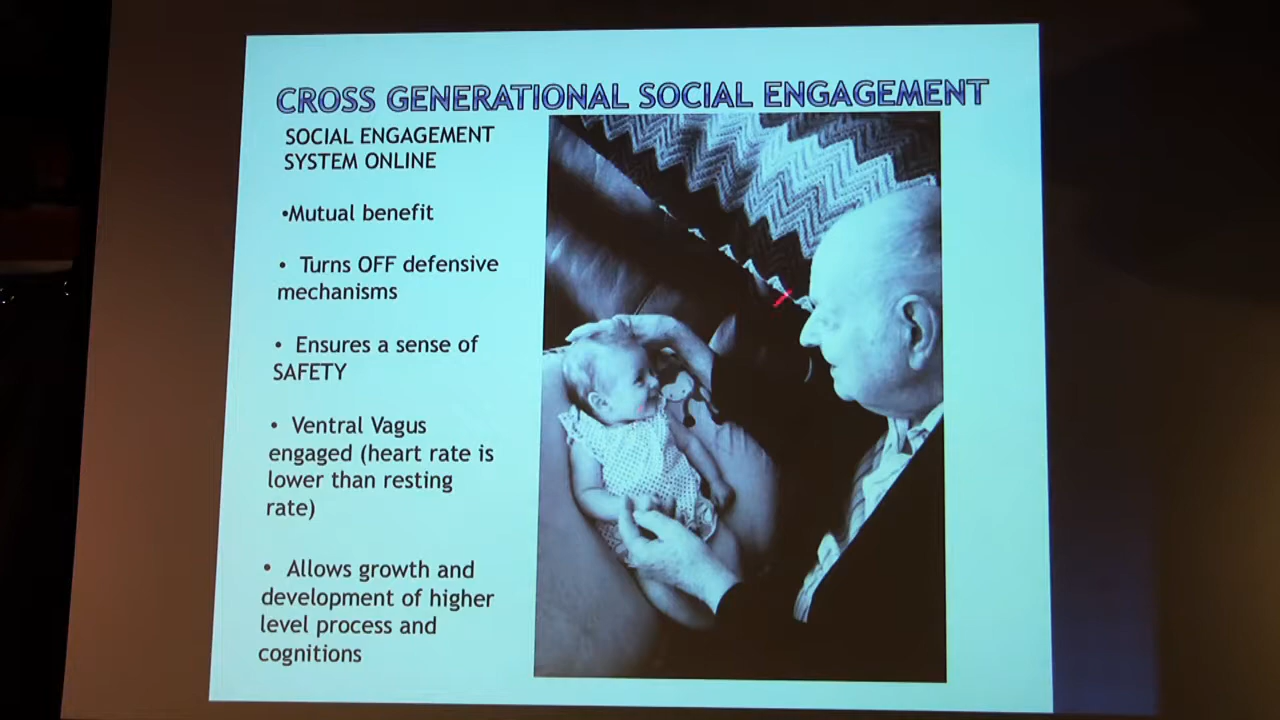 CROSS GENERATIONAL SOCIAL ENGAGEMENT
SOCIAL ENGAGEMENT
SYSTEM ONLINE
•Mutual benefit
• Turns OFF defensive
mechanisms
• Ensures a sense of
SAFETY
• Ventral Vagus
engaged (heart rate is
lower than resting
rate)
• Allows growth and
development of higher
level process and
cognitions